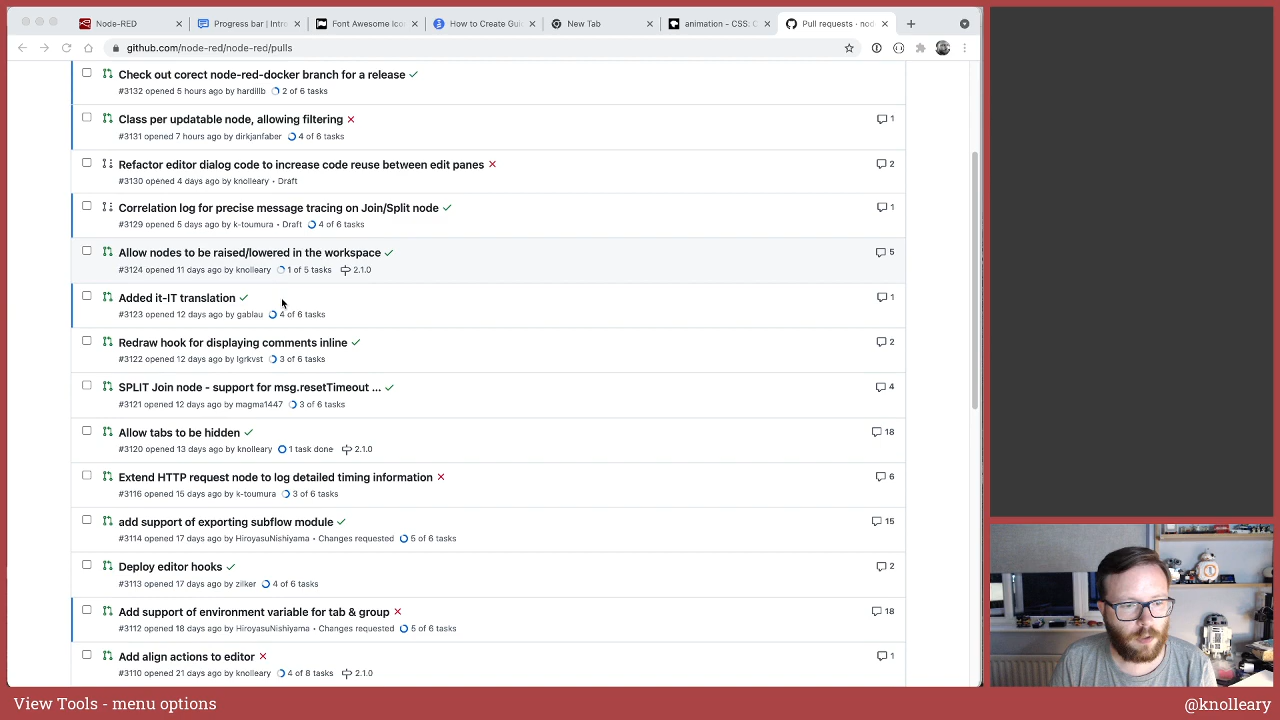 Node-RED
Progress bar | Intro
Font Awesome Ico
How to Create Gui
New Tab
animation - CSS: C
Pull requests · nod
github.com/node-red/node-red/pulls
Check out corect node-red-docker branch for a release
#3132 opened 5 hours ago by hardillb 2 of 6 tasks
Class per updatable node, allowing filtering
1
#3131 opened 7 hours ago by dirkjanfaber 4 of 6 tasks
Refactor editor dialog code to increase code reuse between edit panes
2
#3130 opened 4 days ago by knolleary • Draft
Correlation log for precise message tracing on Join/Split node
1
#3129 opened 5 days ago by k-toumura • Draft 4 of 6 tasks
Allow nodes to be raised/lowered in the workspace
5
#3124 opened 11 days ago by knolleary 1 of 5 tasks 2.1.0
Added it-IT translation
1
#3123 opened 12 days ago by gablau 4 of 6 tasks
Redraw hook for displaying comments inline
2
#3122 opened 12 days ago by lgrkvst 3 of 6 tasks
SPLIT Join node - support for msg.resetTimeout ...
4
#3121 opened 12 days ago by magma1447 3 of 6 tasks
Allow tabs to be hidden
18
#3120 opened 13 days ago by knolleary 1 task done 2.1.0
Extend HTTP request node to log detailed timing information
6
#3116 opened 15 days ago by k-toumura 3 of 6 tasks
add support of exporting subflow module
15
#3114 opened 17 days ago by HiroyasuNishiyama • Changes requested 5 of 6 tasks
Deploy editor hooks
2
#3113 opened 17 days ago by zilker 4 of 6 tasks
Add support of environment variable for tab & group
18
#3112 opened 18 days ago by HiroyasuNishiyama • Changes requested 5 of 6 tasks
Add align actions to editor
1
#3110 opened 21 days ago by knolleary 4 of 8 tasks 2.1.0
View Tools - menu options
@knolleary